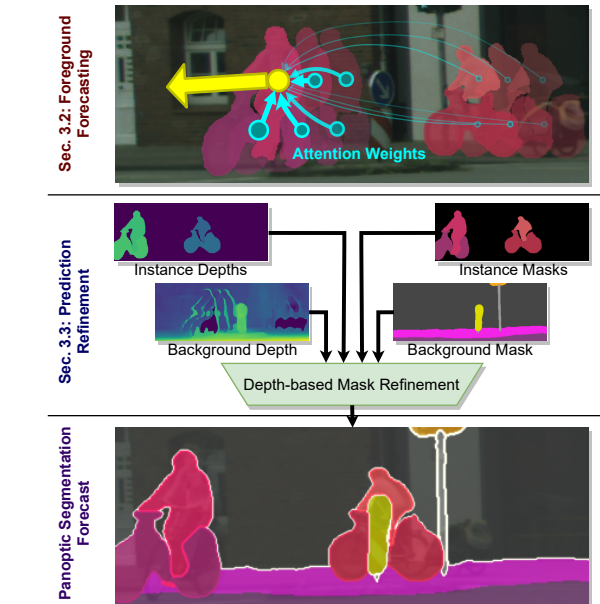 Sec. 3.2: Foreground
Forecasting
Attention Weights
Sec. 3.3: Prediction
Refinement
Instance Depths
Instance Masks
Background Depth
Background Mask
Depth-based Mask Refinement
Panoptic Segmentation
Forecast